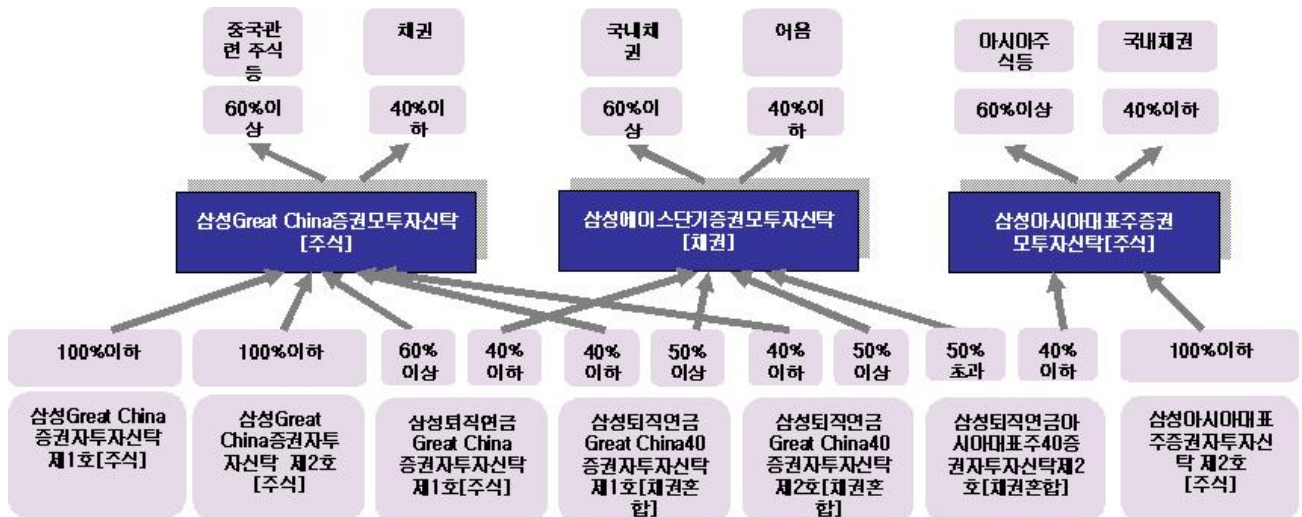 중국관
련 주식
등
채권
국내채
권
어음
아시아주
식등
국내채권
60%이
상
40%이
하
60%이
상
40%이
하
60%이상
40%이하
삼성Great China증권모투자신탁
[주식]
삼성에이스단기증권모투자신탁
[채권]
삼성아시아대표주증권
모투자신탁[주식]
100%이하
100%이하
60%
이상
40%
이하
40%
이하
50%
이상
40%
이하
50%
이상
50%
초과
40%
이하
100%이하
삼성Great China
증권자투자신탁
제1호[주식]
삼성Great
China증권자투
자신탁 제2호
[주식]
삼성퇴직연금
Great China
증권자투자신탁
제1호[주식]
삼성퇴직연금
Great China40
증권자투자신탁
제1호[채권혼
합]
삼성퇴직연금
Great China40
증권자투자신탁
제2호[채권혼
합]
삼성퇴직연금아
시아대표주40증
권자투자신탁제2
호[채권혼합]
삼성아시아대표
주증권자투자신
탁 제2호
[주식]